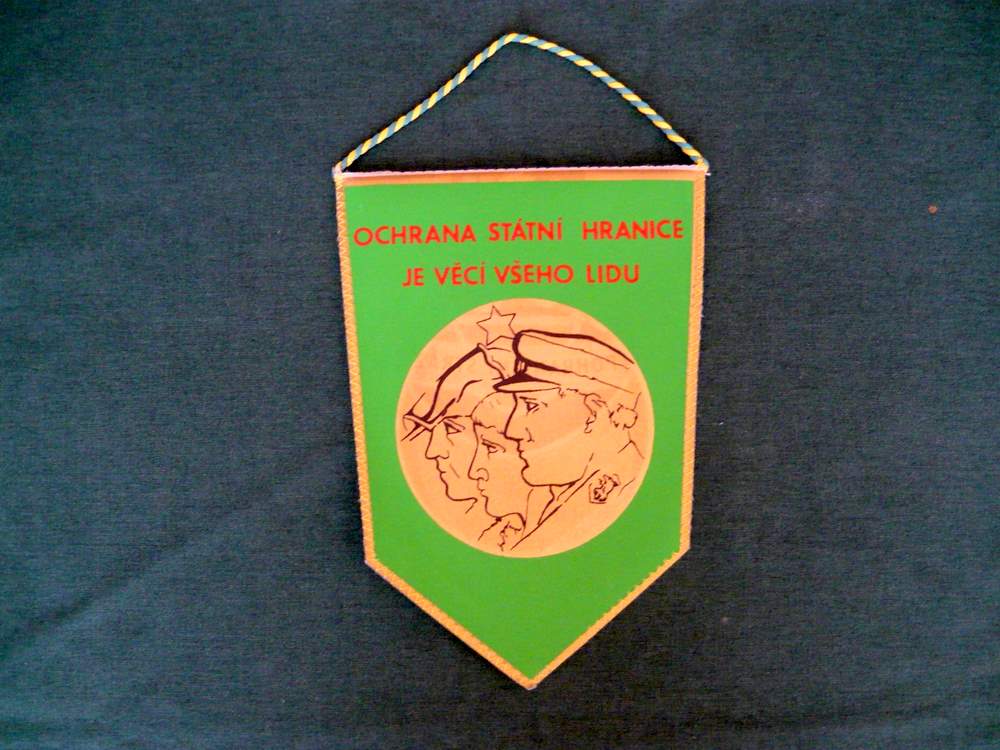 OCHRANA STÁTNÍ HRANICE
JE VĚCÍ VŠEHO LIDU